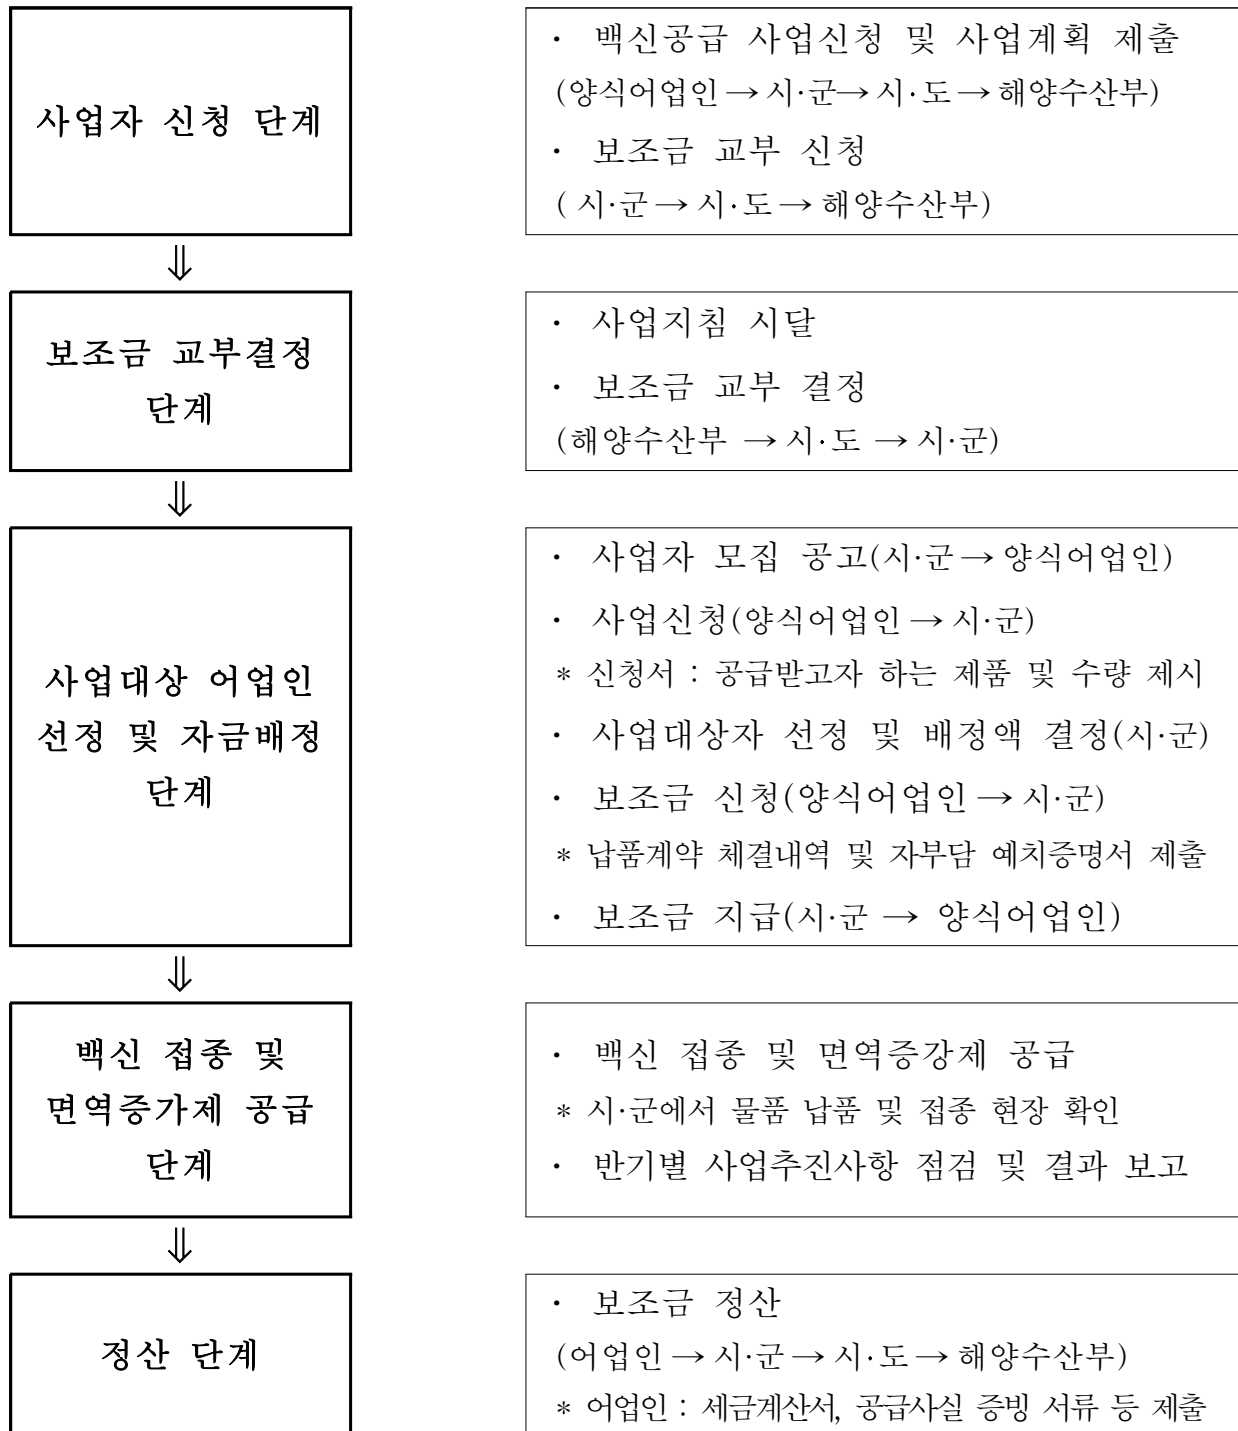 사업자 신청 단계
· 백신공급 사업신청 및 사업계획 제출
(양식어업인→시·군→시·도→해양수산부)
· 보조금 교부 신청
( 시·군→시·도→해양수산부)
⇓
보조금 교부결정
단계
· 사업지침 시달
· 보조금 교부 결정
(해양수산부 →시·도 →시·군)
⇓
사업대상 어업인
선정 및 자금배정
단계
· 사업자 모집 공고(시·군→양식어업인)
· 사업신청(양식어업인→시·군)
* 신청서 : 공급받고자 하는 제품 및 수량 제시
· 사업대상자 선정 및 배정액 결정(시·군)
· 보조금 신청(양식어업인→시·군)
* 납품계약 체결내역 및 자부담 예치증명서 제출
· 보조금 지급(시·군→ 양식어업인)
⇓
백신 접종 및
면역증가제 공급
단계
· 백신 접종 및 면역증강제 공급
* 시·군에서 물품 납품 및 접종 현장 확인
· 반기별 사업추진사항 점검 및 결과 보고
⇓
정산 단계
· 보조금 정산
(어업인→시·군→시·도→해양수산부)
* 어업인 : 세금계산서, 공급사실 증빙 서류 등 제출